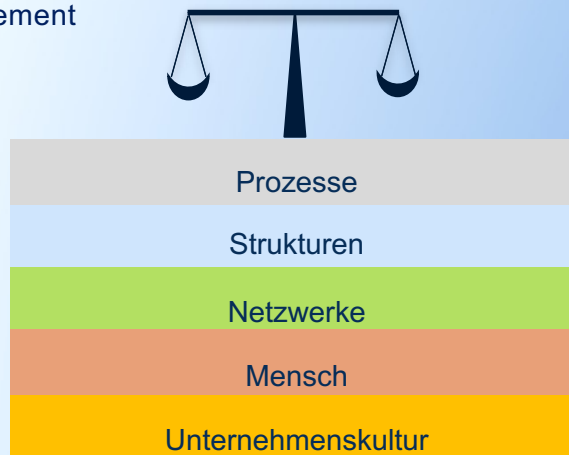 ement
Prozesse
Strukturen
Netzwerke
Mensch
Unternehmenskultur